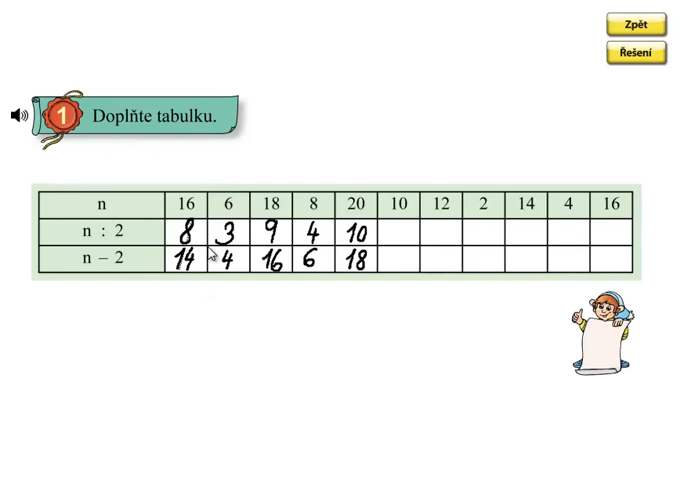 Zpět
Řešení
1 Doplňte tabulku.
n 16 6 18 8 20 10 12 2 14 4 16
n : 2 8 3 9 4 10
n – 2 14 4 16 6 18